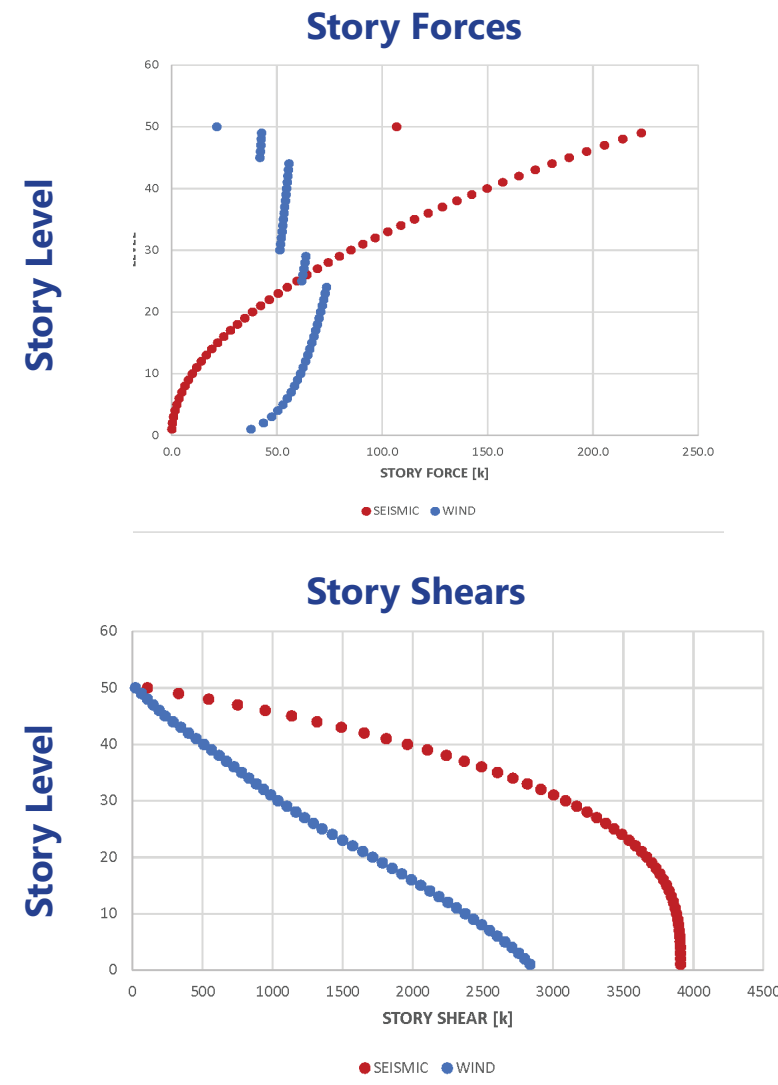 Story Forces
60
50
40
30
20
10
0
Story Level
0.0 50.0 100.0 150.0 200.0 250.0
STORY FORCE [k]
SEISMIC WIND
Story Shears
60
50
40
30
20
10
0
Story Level
0 500 1000 1500 2000 2500 3000 3500 4000 4500
STORY SHEAR [k]
SEISMIC WIND